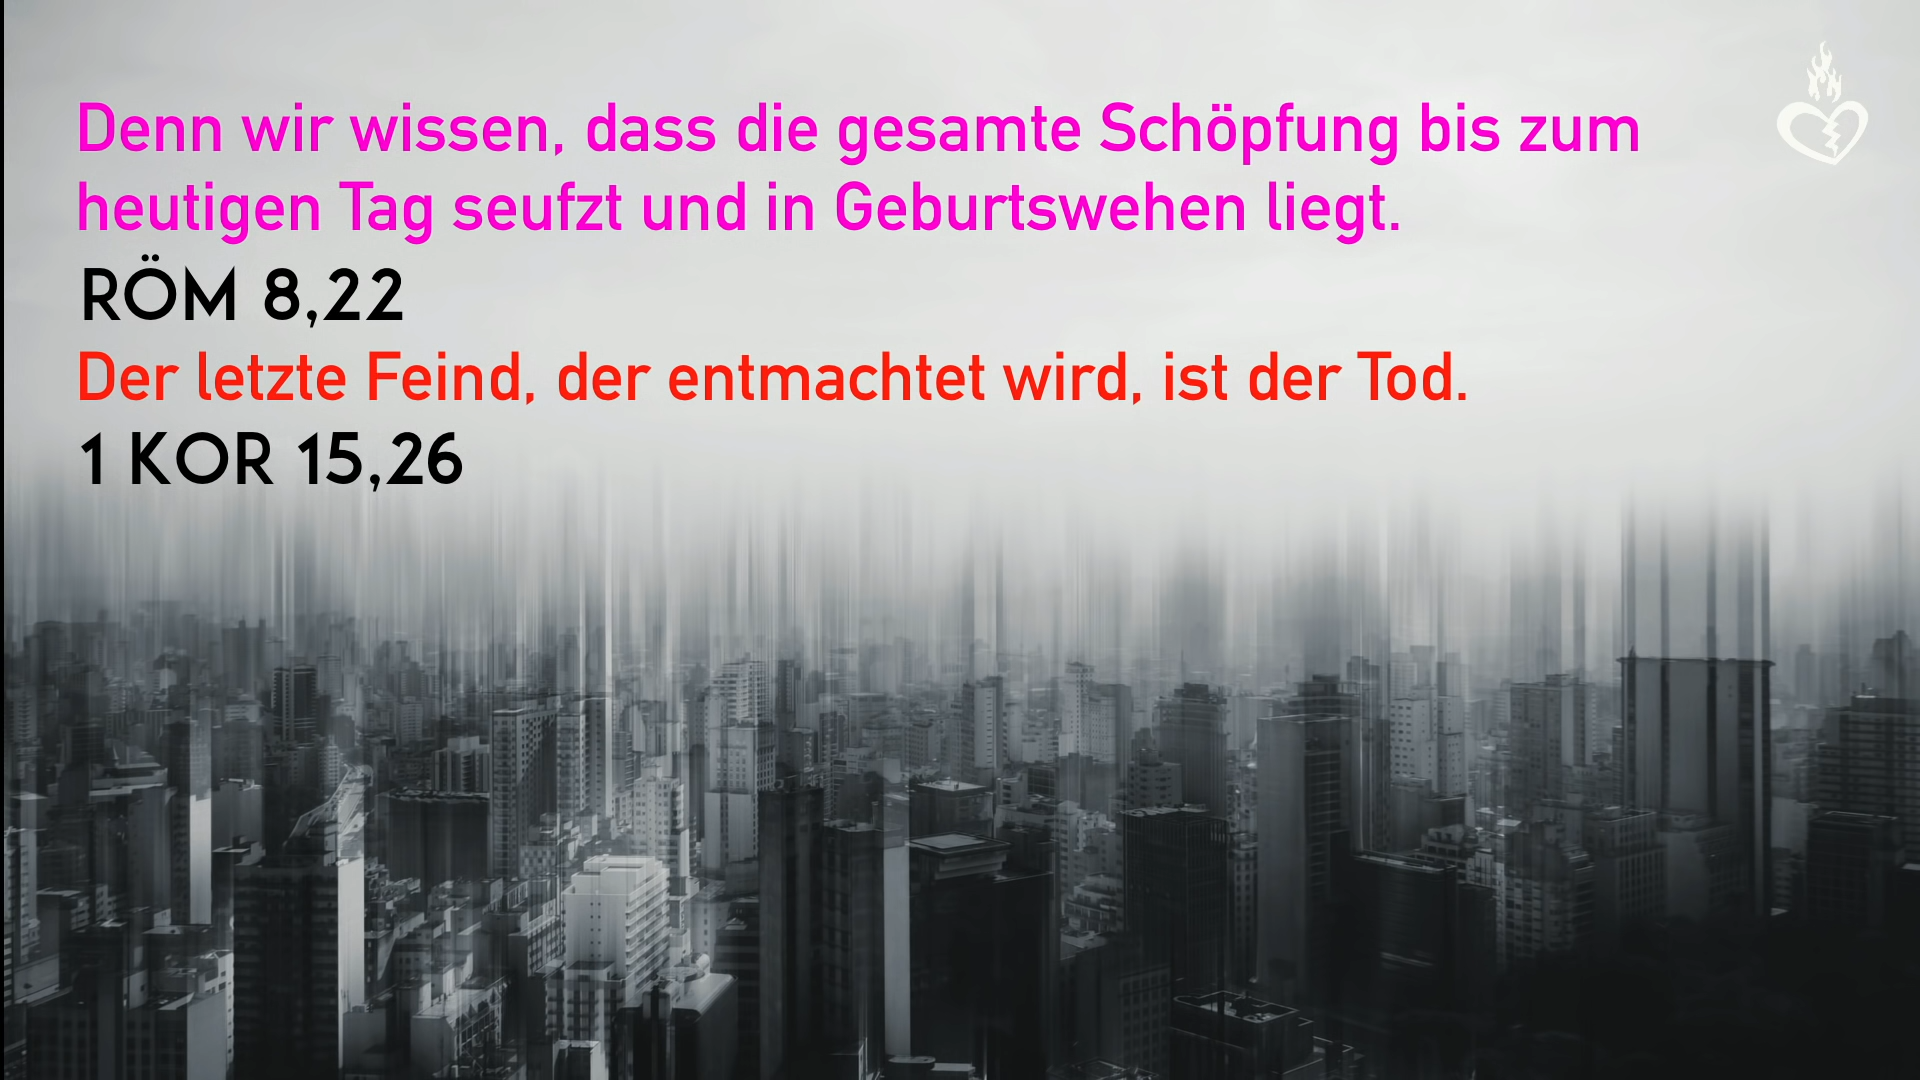 Denn wir wissen, dass die gesamte Schöpfung bis zum
heutigen Tag seufzt und in Geburtswehen liegt.
RÖM 8,22
Der letzte Feind, der entmachtet wird, ist der Tod.
1 KOR 15,26